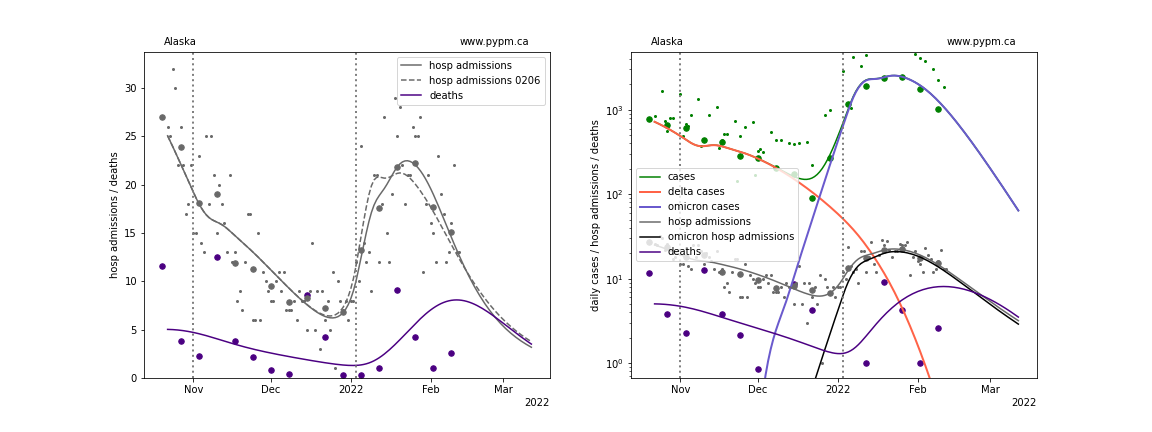 Alaska
www.pypm.ca
hosp admissions
hosp admissions 0206
deaths
hosp admissions / deaths
30
25
20
15
10
5
0
Nov
Dec
2022
Feb
Mar
2022
Alaska
www.pypm.ca
cases
delta cases
omicron cases
hosp admissions
omicron hosp admissions
deaths
daily cases / hosp admissions / deaths
10³
10²
10¹
10⁰
Nov
Dec
2022
Feb
Mar
2022